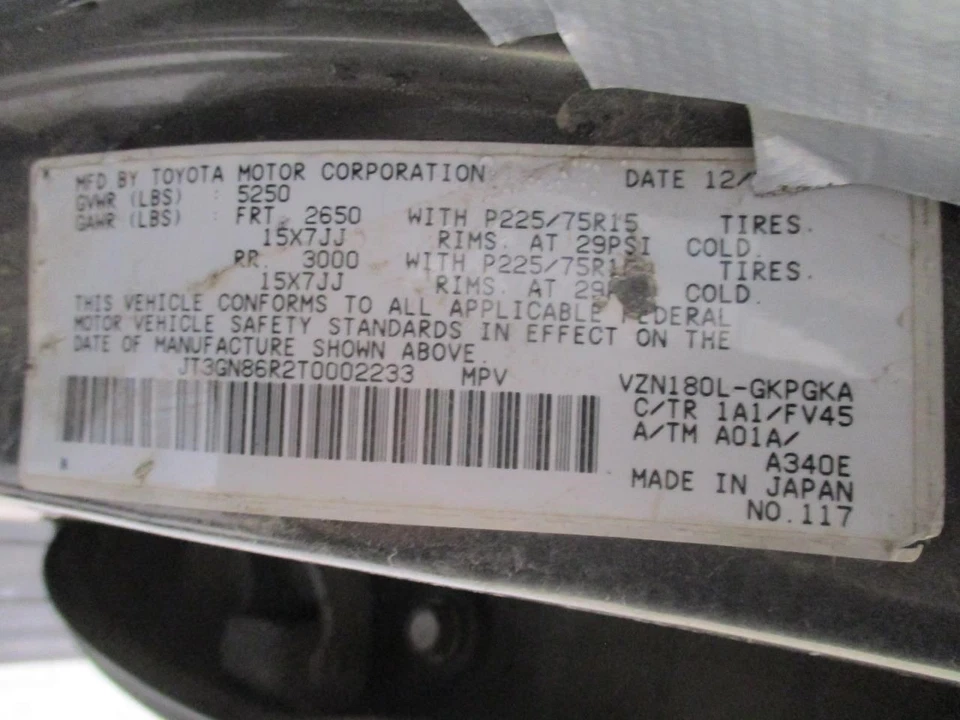 MFD BY TOYOTA MOTOR CORPORATION DATE 12/
GVWR (LBS) : 5250
GAWR (LBS) : FRT. 2650 WITH P225/75R15 TIRES.
15X7JJ RIMS. AT 29PSI COLD.
RR. 3000 WITH P225/75R15 TIRES.
15X7JJ RIMS. AT 29 COLD.
THIS VEHICLE CONFORMS TO ALL APPLICABLE FEDERAL
MOTOR VEHICLE SAFETY STANDARDS IN EFFECT ON THE
DATE OF MANUFACTURE SHOWN ABOVE.
JT3GN86R2T0002233 MPV VZN180L-GKPGKA
C/TR 1A1/FV45
A/TM A01A/
A340E
MADE IN JAPAN
NO.117